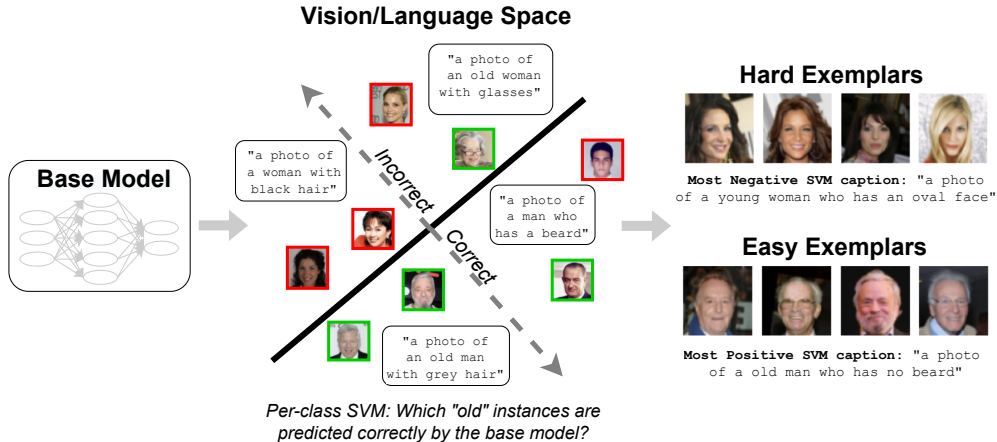 Vision/Language Space
Base Model
"a photo of
an old woman
with glasses"
"a photo of
a woman with
black hair"
Incorrect
Correct
"a photo of
a man who
has a beard"
"a photo of
an old man
with grey hair"
Per-class SVM: Which "old" instances are
predicted correctly by the base model?
Hard Exemplars
Most Negative SVM caption: "a photo
of a young woman who has an oval face"
Easy Exemplars
Most Positive SVM caption: "a photo
of a old man who has no beard"